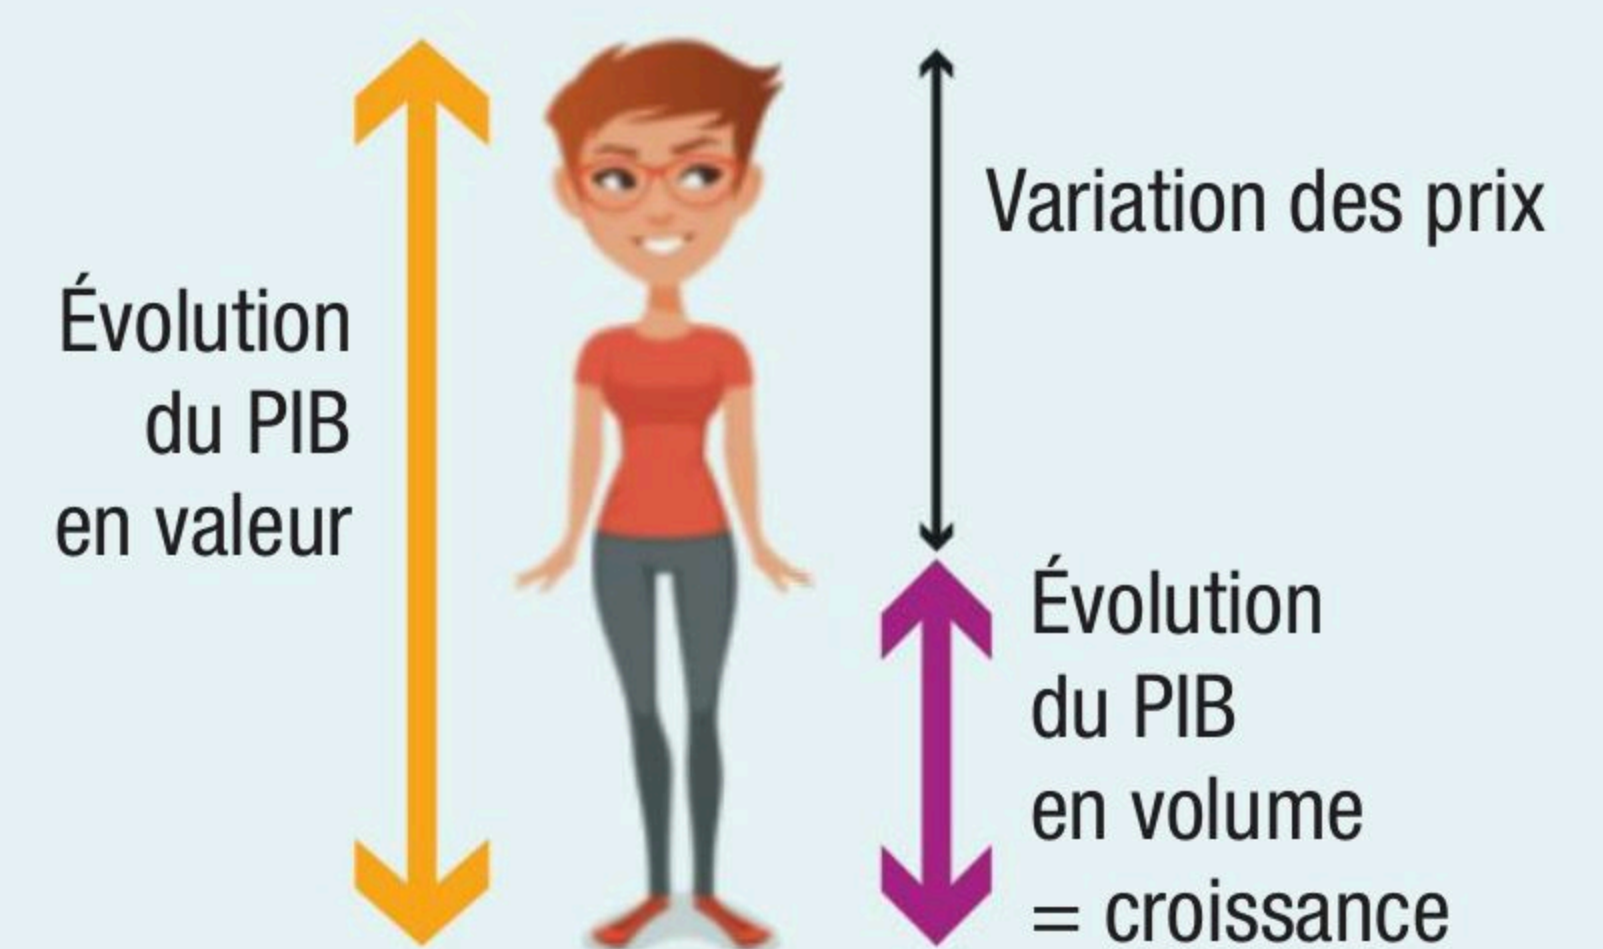 Évolution
du PIB
en valeur
Variation des prix
Évolution
du PIB
en volume
= croissance